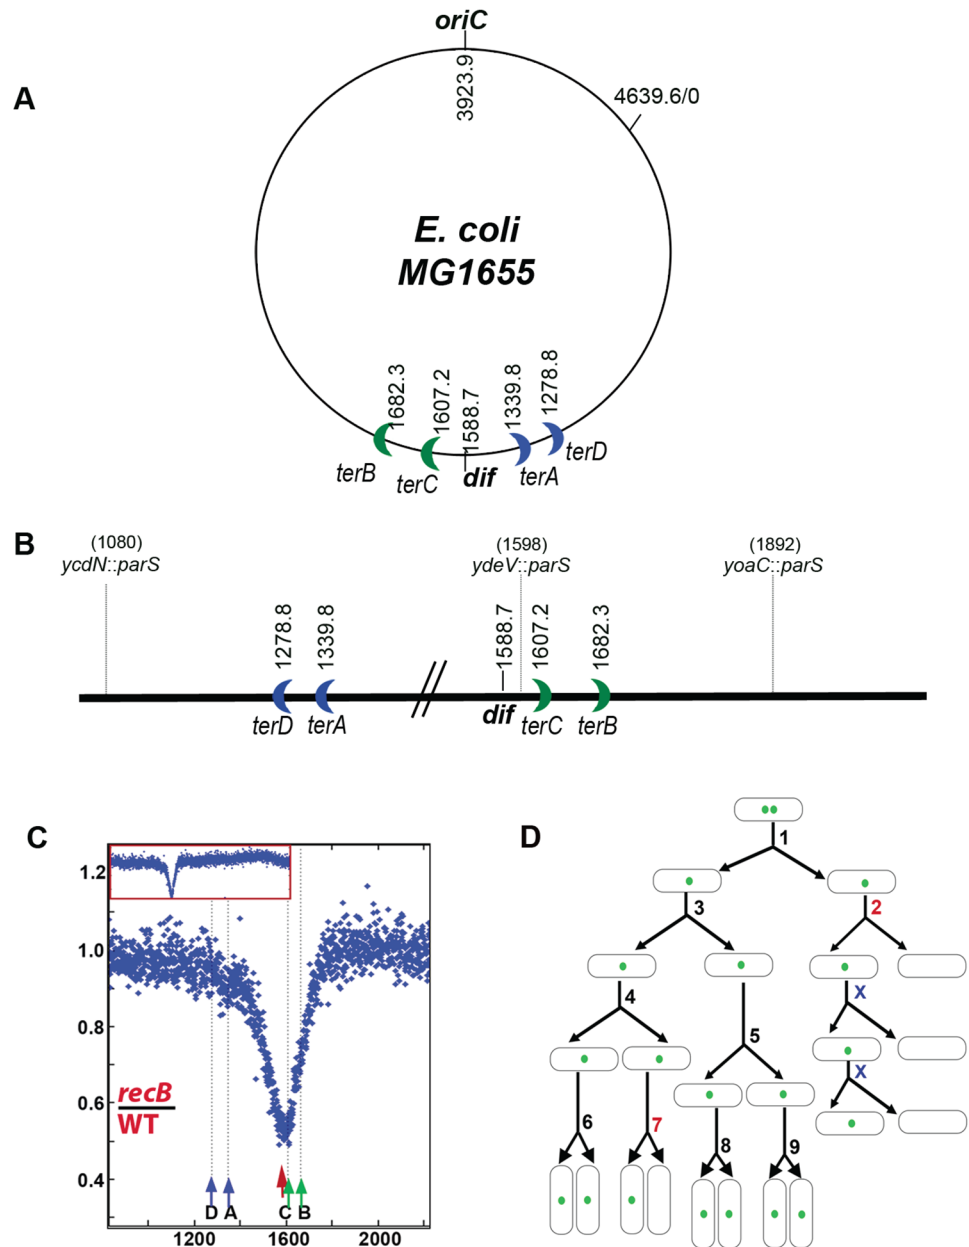 A
oriC
3923.9
4639.6/0
E. coli
MG1655
1682.3
1607.2
1588.7
1339.8
1278.8
terB
terC
dif
terA
terD
B
(1080)
ycdN::parS
(1598)
ydeV::parS
(1892)
yoaC::parS
1278.8
1339.8
1588.7
1607.2
1682.3
terD
terA
dif
terC
terB
C
1.2
1.0
0.8
0.6
0.4
recB
WT
D A C B
1200 1600 2000
D
1
2
3
X
4
5
X
6
7
8
9